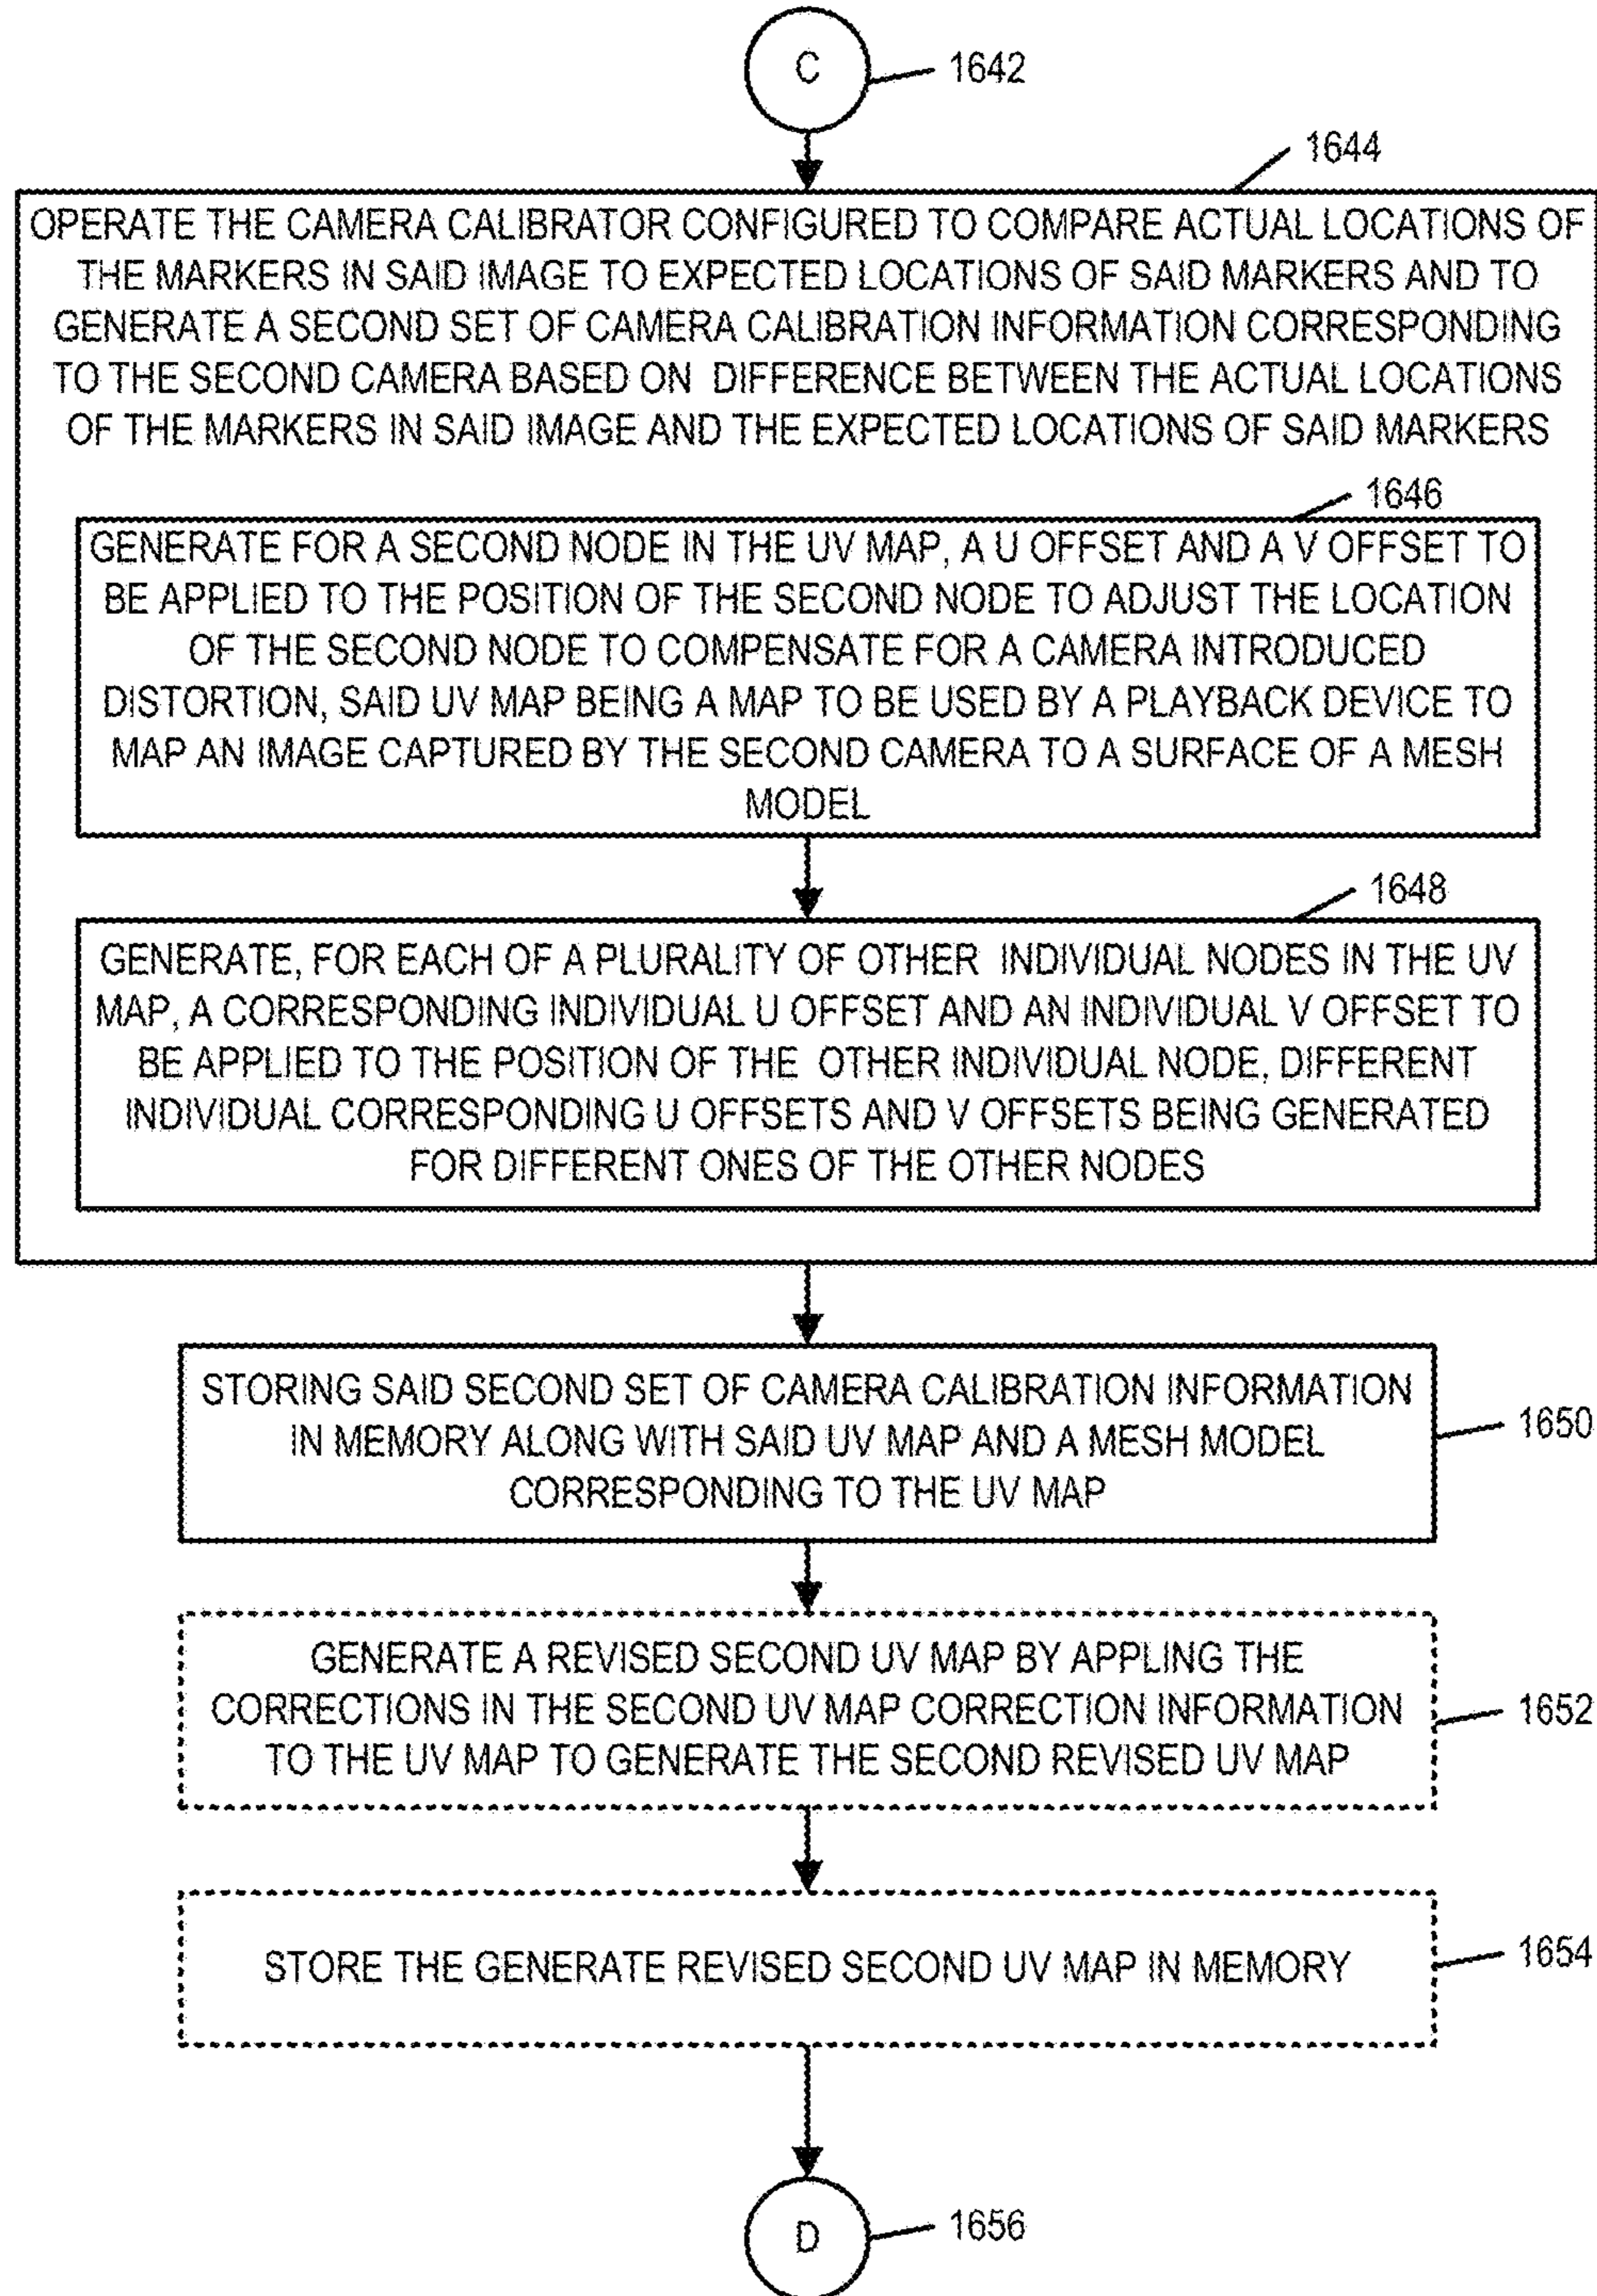 C
1642
1644
OPERATE THE CAMERA CALIBRATOR CONFIGURED TO COMPARE ACTUAL LOCATIONS OF
THE MARKERS IN SAID IMAGE TO EXPECTED LOCATIONS OF SAID MARKERS AND TO
GENERATE A SECOND SET OF CAMERA CALIBRATION INFORMATION CORRESPONDING
TO THE SECOND CAMERA BASED ON DIFFERENCE BETWEEN THE ACTUAL LOCATIONS
OF THE MARKERS IN SAID IMAGE AND THE EXPECTED LOCATIONS OF SAID MARKERS
1646
GENERATE FOR A SECOND NODE IN THE UV MAP, A U OFFSET AND A V OFFSET TO
BE APPLIED TO THE POSITION OF THE SECOND NODE TO ADJUST THE LOCATION
OF THE SECOND NODE TO COMPENSATE FOR A CAMERA INTRODUCED
DISTORTION, SAID UV MAP BEING A MAP TO BE USED BY A PLAYBACK DEVICE TO
MAP AN IMAGE CAPTURED BY THE SECOND CAMERA TO A SURFACE OF A MESH
MODEL
1648
GENERATE, FOR EACH OF A PLURALITY OF OTHER INDIVIDUAL NODES IN THE UV
MAP, A CORRESPONDING INDIVIDUAL U OFFSET AND AN INDIVIDUAL V OFFSET TO
BE APPLIED TO THE POSITION OF THE OTHER INDIVIDUAL NODE, DIFFERENT
INDIVIDUAL CORRESPONDING U OFFSETS AND V OFFSETS BEING GENERATED
FOR DIFFERENT ONES OF THE OTHER NODES
STORING SAID SECOND SET OF CAMERA CALIBRATION INFORMATION
IN MEMORY ALONG WITH SAID UV MAP AND A MESH MODEL
CORRESPONDING TO THE UV MAP
1650
GENERATE A REVISED SECOND UV MAP BY APPLING THE
CORRECTIONS IN THE SECOND UV MAP CORRECTION INFORMATION
TO THE UV MAP TO GENERATE THE SECOND REVISED UV MAP
1652
STORE THE GENERATE REVISED SECOND UV MAP IN MEMORY
1654
D
1656